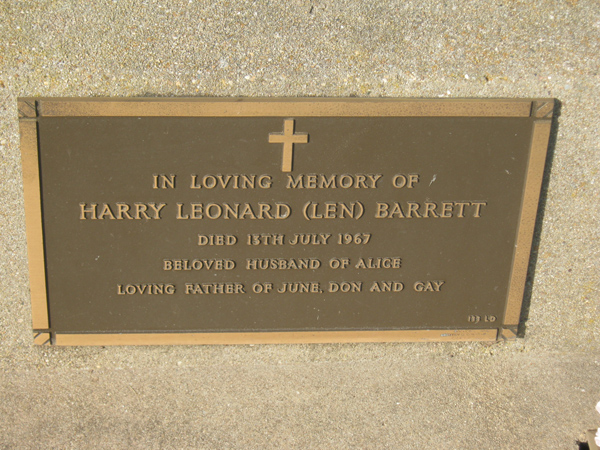 IN LOVING MEMORY OF
HARRY LEONARD (LEN) BARRETT
DIED 13TH JULY 1967
BELOVED HUSBAND OF ALICE
LOVING FATHER OF JUNE, DON AND GAY